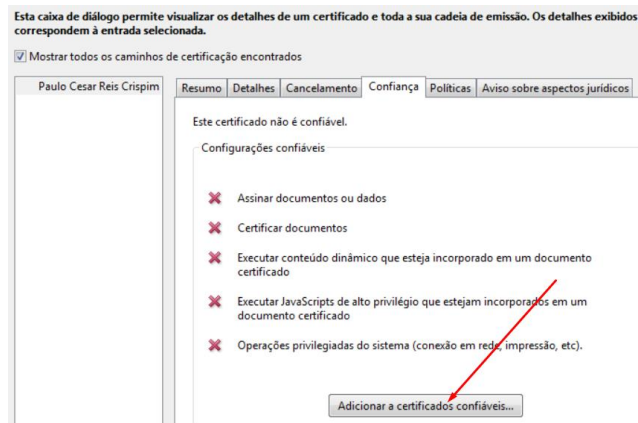 Esta caixa de diálogo permite visualizar os detalhes de um certificado e toda a sua cadeia de emissão. Os detalhes exibidos
correspondem à entrada selecionada.
Mostrar todos os caminhos de certificação encontrados
Paulo Cesar Reis Crispim
Resumo Detalhes Cancelamento Confiança Políticas Aviso sobre aspectos jurídicos
Este certificado não é confiável.
Configurações confiáveis
Assinar documentos ou dados
Certificar documentos
Executar conteúdo dinâmico que esteja incorporado em um documento
certificado
Executar JavaScripts de alto privilégio que estejam incorporados em um
documento certificado
Operações privilegiadas do sistema (conexão em rede, impressão, etc).
Adicionar a certificados confiáveis...